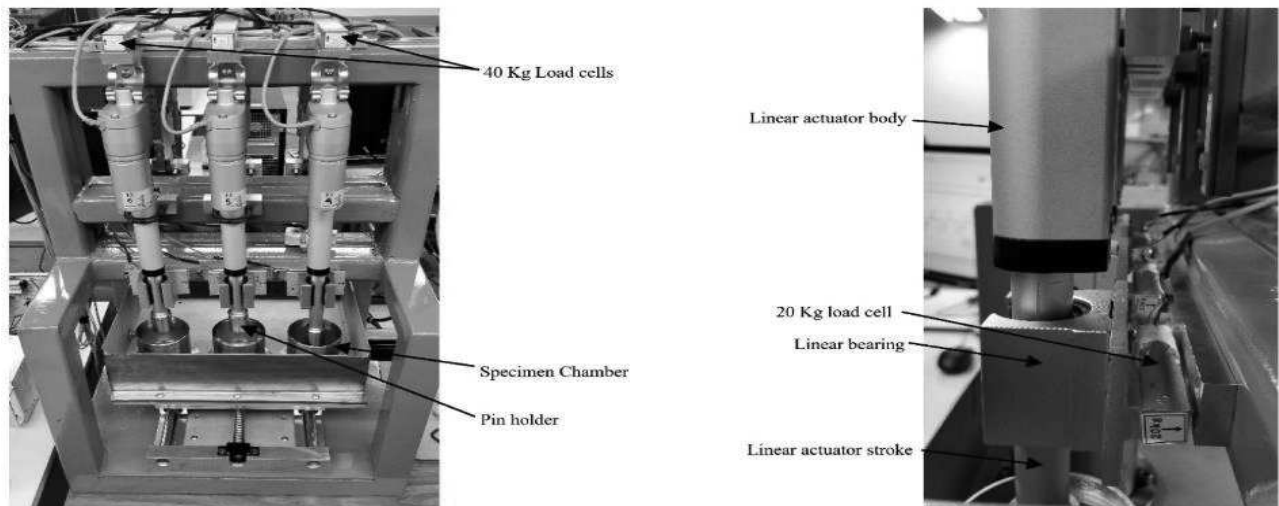 40 Kg Load cells
Specimen Chamber
Pin holder
Linear actuator body
20 Kg load cell
Linear bearing
Linear actuator stroke
20kg